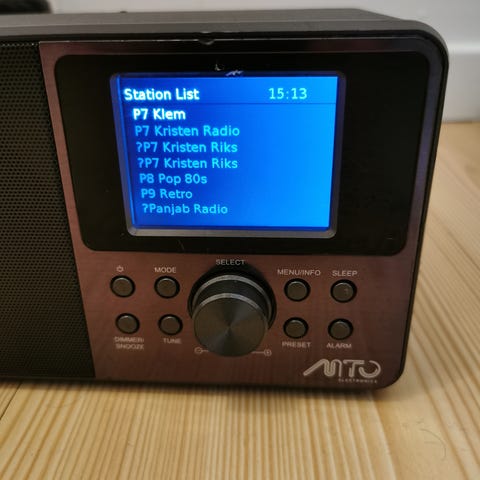 Station List 15:13
P7 Klem
P7 Kristen Radio
?P7 Kristen Riks
?P7 Kristen Riks
P8 Pop 80s
P9 Retro
?Panjab Radio
SELECT
MODE MENU/INFO SLEEP
DIMMER/
SNOOZE TUNE PRESET ALARM
MTO
ELECTRONICS